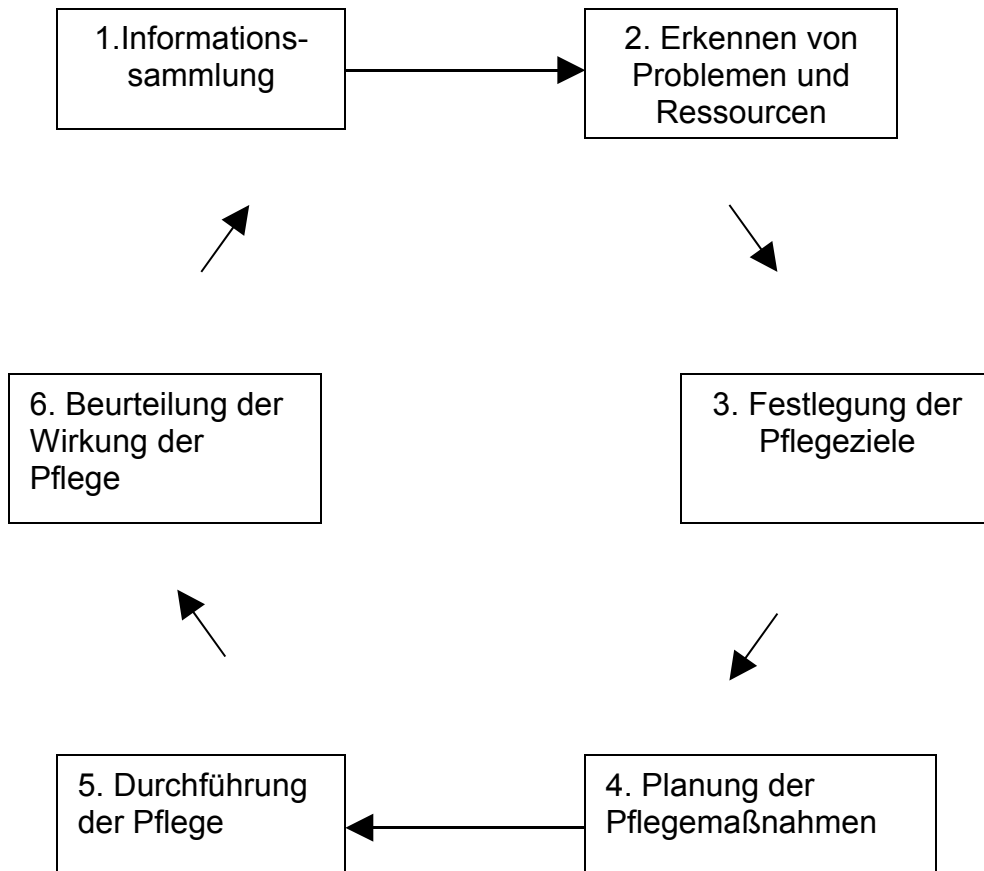 1.Informations-
sammlung
2. Erkennen von
Problemen und
Ressourcen
3. Festlegung der
Pflegeziele
4. Planung der
Pflegemaßnahmen
5. Durchführung
der Pflege
6. Beurteilung der
Wirkung der
Pflege